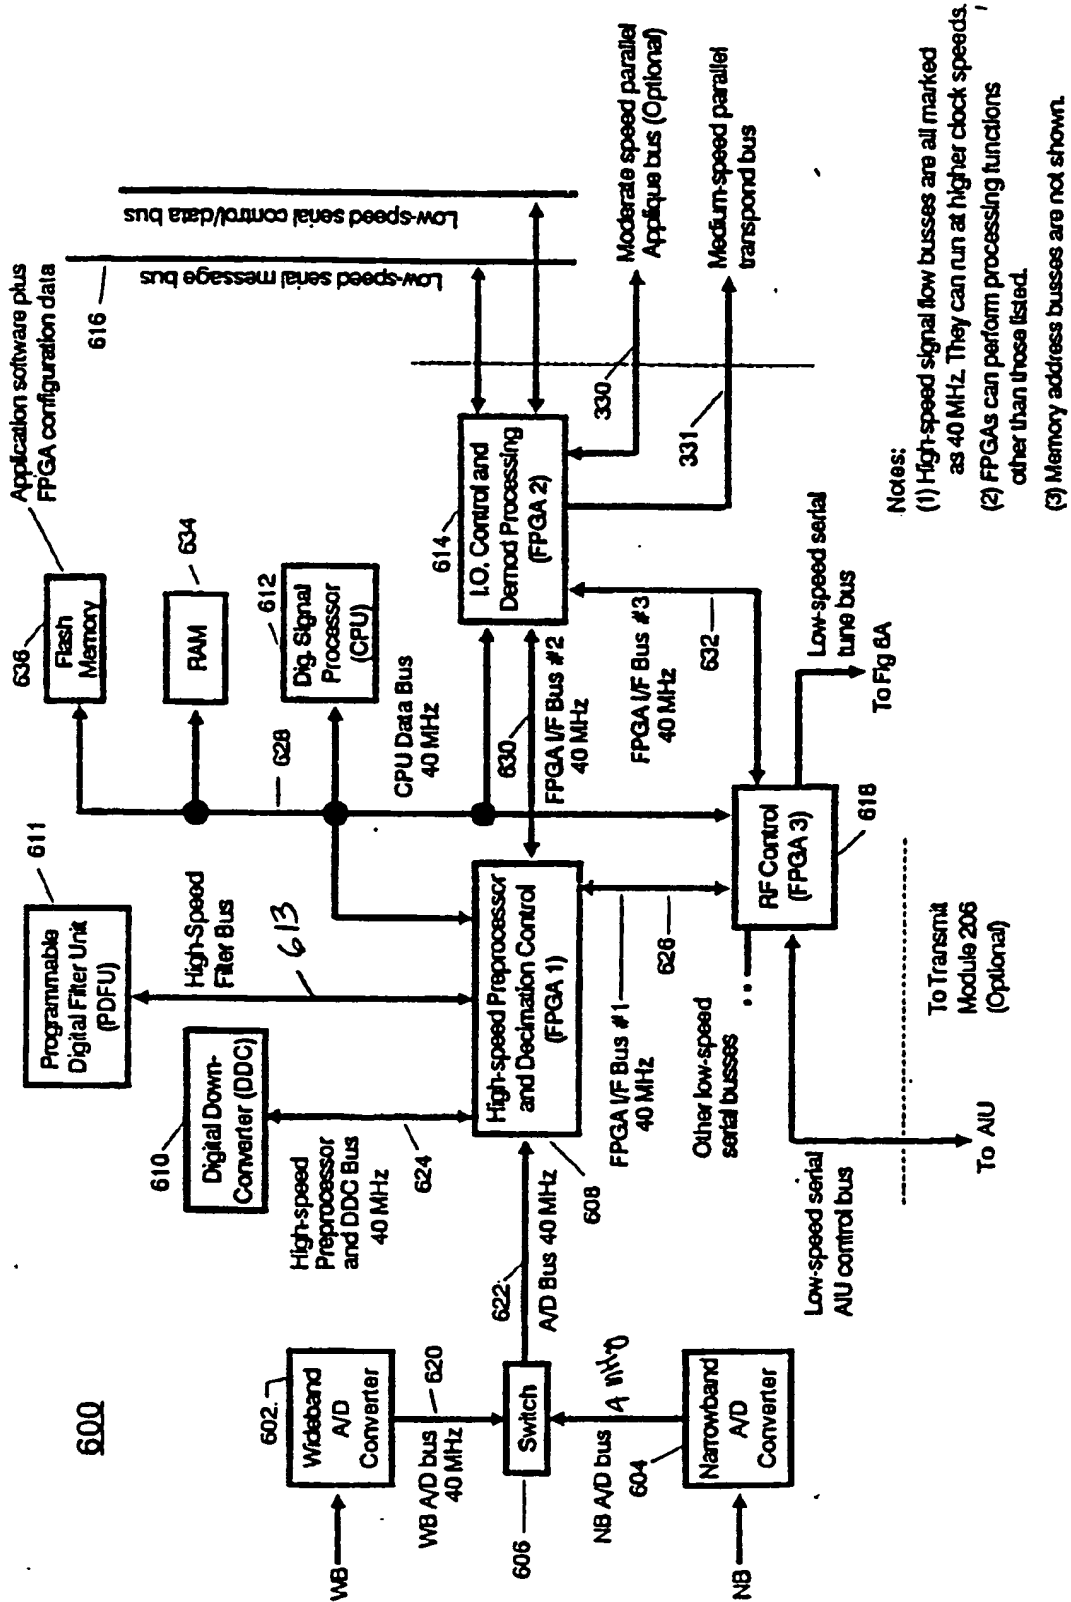 600
WB
602
Wideband
A/D
Converter
WB A/D bus
40 MHz
620
606
Switch
NB A/D bus
604
Narrowband
A/D
Converter
NB
622
A/D Bus 40 MHz
610
Digital Down-
Converter (DDC)
High-speed
Preprocessor
and DDC Bus
40 MHz
624
611
Programmable
Digital Filter Unit
(PDFU)
High-Speed
Filter Bus
613
High-speed Preprocessor
and Decimation Control
(FPGA 1)
608
FPGA I/F Bus #1
40 MHz
626
636
Flash
Memory
Application software plus
FPGA configuration data
634
RAM
628
612
Dig. Signal
Processor
(CPU)
CPU Data Bus
40 MHz
630
FPGA I/F Bus #2
40 MHz
614
I.O. Control and
Demod Processing
(FPGA 2)
FPGA I/F Bus #3
40 MHz
632
616
Low-speed serial message bus
Low-speed serial control/data bus
330
Moderate speed parallel
Applique bus (Optional)
331
Medium-speed parallel
transpond bus
RF Control
(FPGA 3)
618
Low-speed serial
tune bus
To Fig 6A
Other low-speed
serial busses
Low-speed serial
AIU control bus
To AIU
To Transmit
Module 206
(Optional)
Notes:
(1) High-speed signal flow busses are all marked
as 40 MHz. They can run at higher clock speeds.
(2) FPGAs can perform processing functions
other than those listed.
(3) Memory address busses are not shown.